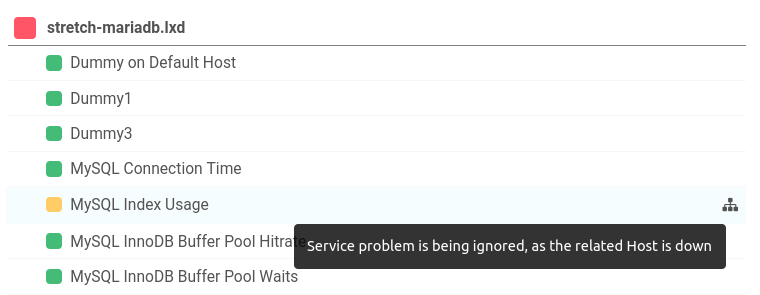 stretch-mariadb.lxd
Dummy on Default Host
Dummy1
Dummy3
MySQL Connection Time
MySQL Index Usage
MySQL InnoDB Buffer Pool Hitrate
Service problem is being ignored, as the related Host is down
MySQL InnoDB Buffer Pool Waits